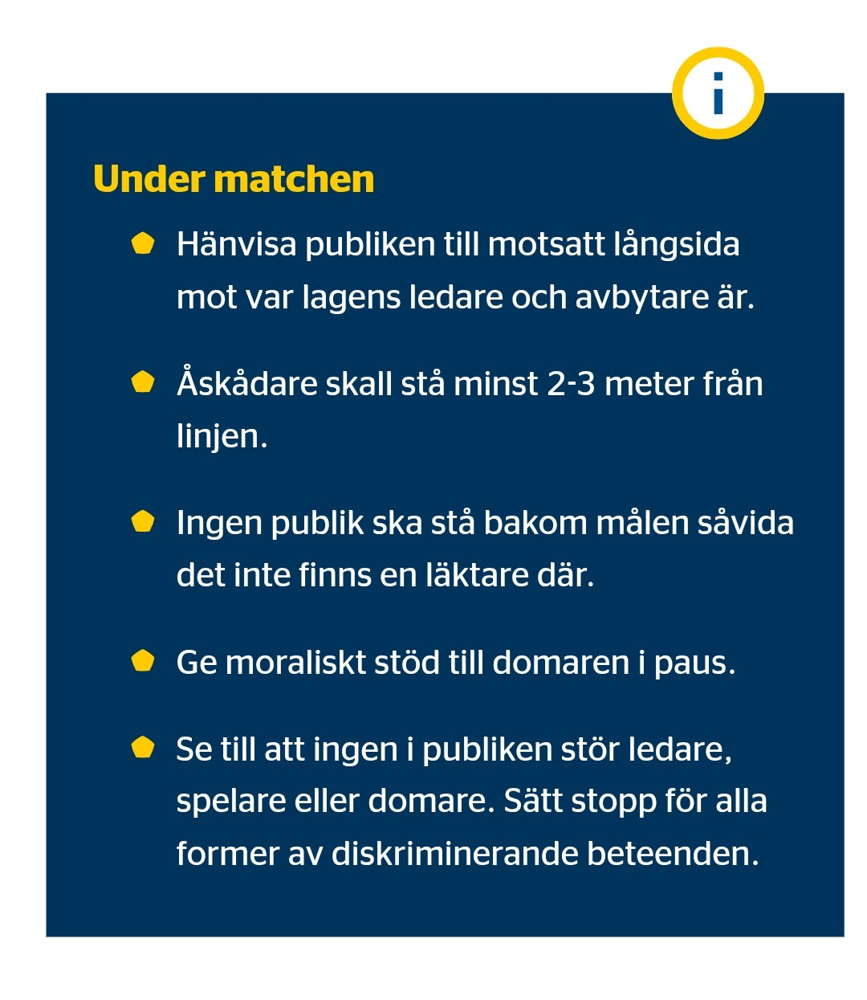 i
Under matchen
Hänvisa publiken till motsatt långsida
mot var lagens ledare och avbytare är.
Åskådare skall stå minst 2-3 meter från
linjen.
Ingen publik ska stå bakom målen såvida
det inte finns en läktare där.
Ge moraliskt stöd till domaren i paus.
Se till att ingen i publiken stör ledare,
spelare eller domare. Sätt stopp för alla
former av diskriminerande beteenden.